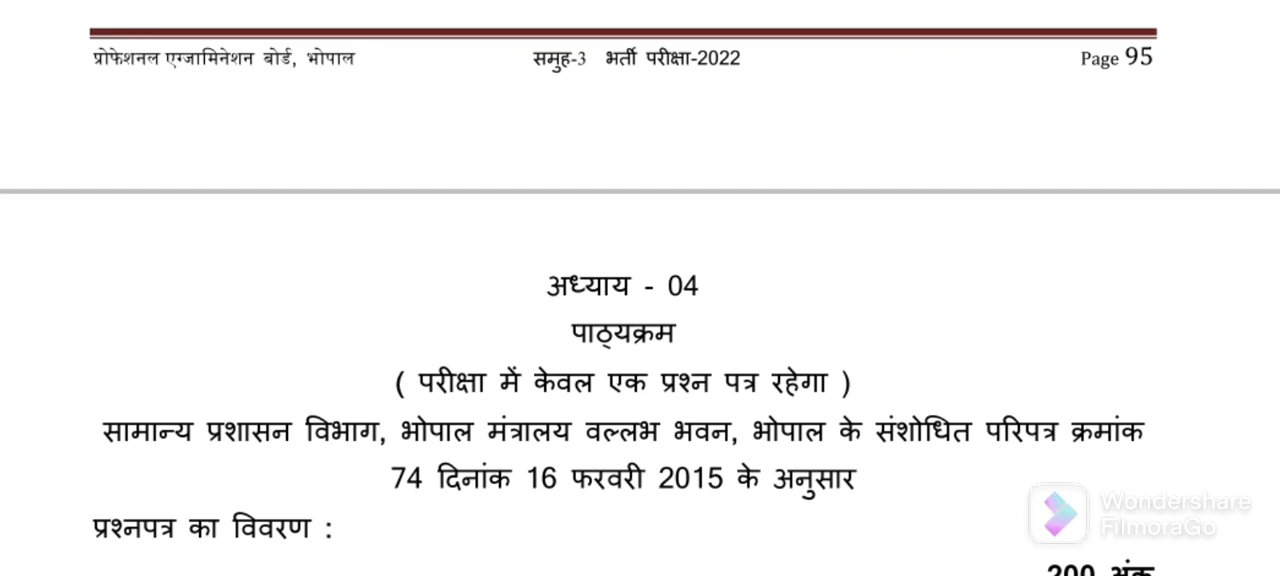 प्रोफेशनल एग्जामिनेशन बोर्ड, भोपाल समुह-3 भर्ती परीक्षा-2022 Page 95
अध्याय - 04
पाठ्यक्रम
( परीक्षा में केवल एक प्रश्न पत्र रहेगा )
सामान्य प्रशासन विभाग, भोपाल मंत्रालय वल्लभ भवन, भोपाल के संशोधित परिपत्र क्रमांक
74 दिनांक 16 फरवरी 2015 के अनुसार
प्रश्नपत्र का विवरण :
Wondershare
FilmoraGo
200 अंक